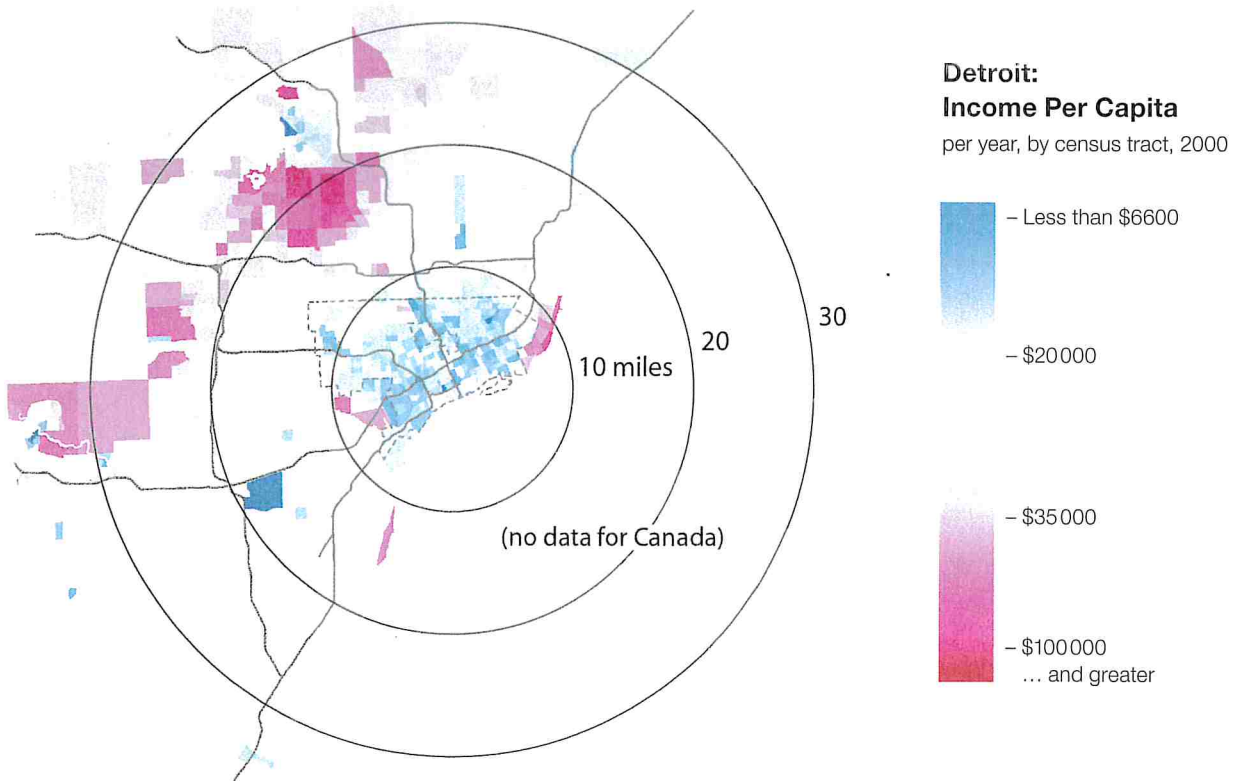 Detroit:
Income Per Capita
per year, by census tract, 2000
– Less than $6600
– $20000
– $35000
– $100000
... and greater
10 miles
20
30
(no data for Canada)